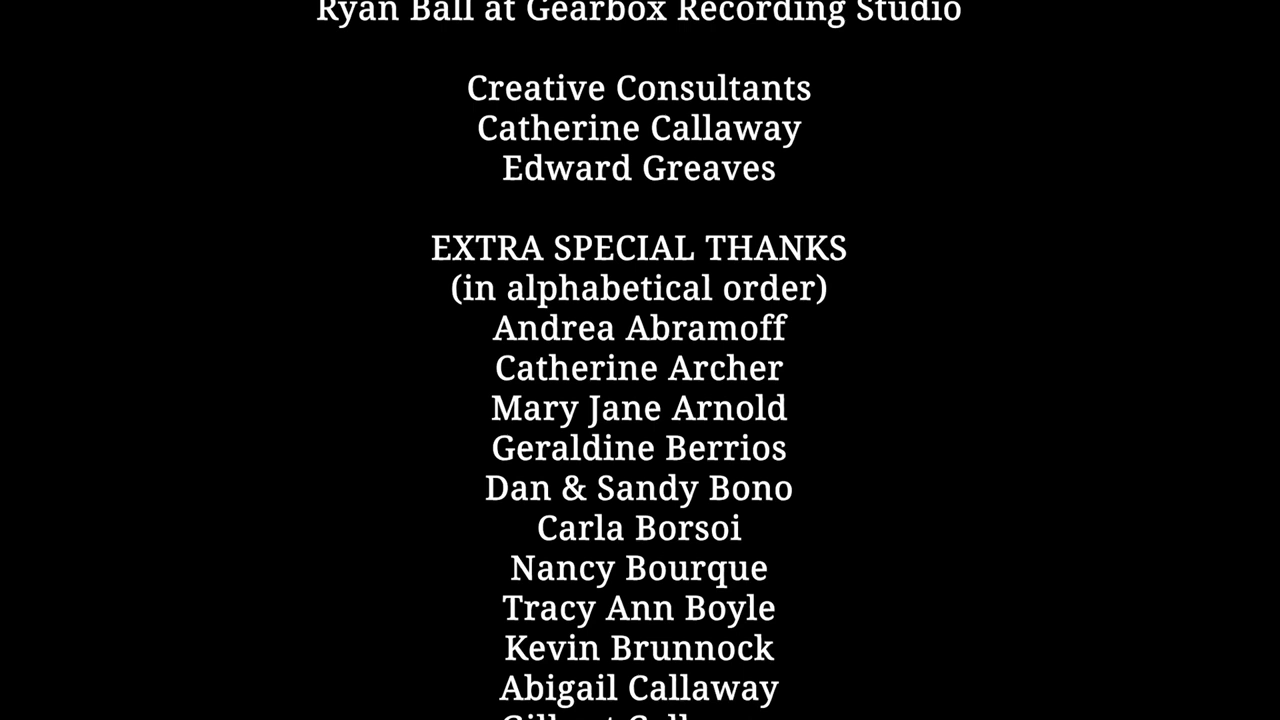 Ryan Ball at Gearbox Recording Studio
Creative Consultants
Catherine Callaway
Edward Greaves
EXTRA SPECIAL THANKS
(in alphabetical order)
Andrea Abramoff
Catherine Archer
Mary Jane Arnold
Geraldine Berrios
Dan & Sandy Bono
Carla Borsoi
Nancy Bourque
Tracy Ann Boyle
Kevin Brunnock
Abigail Callaway